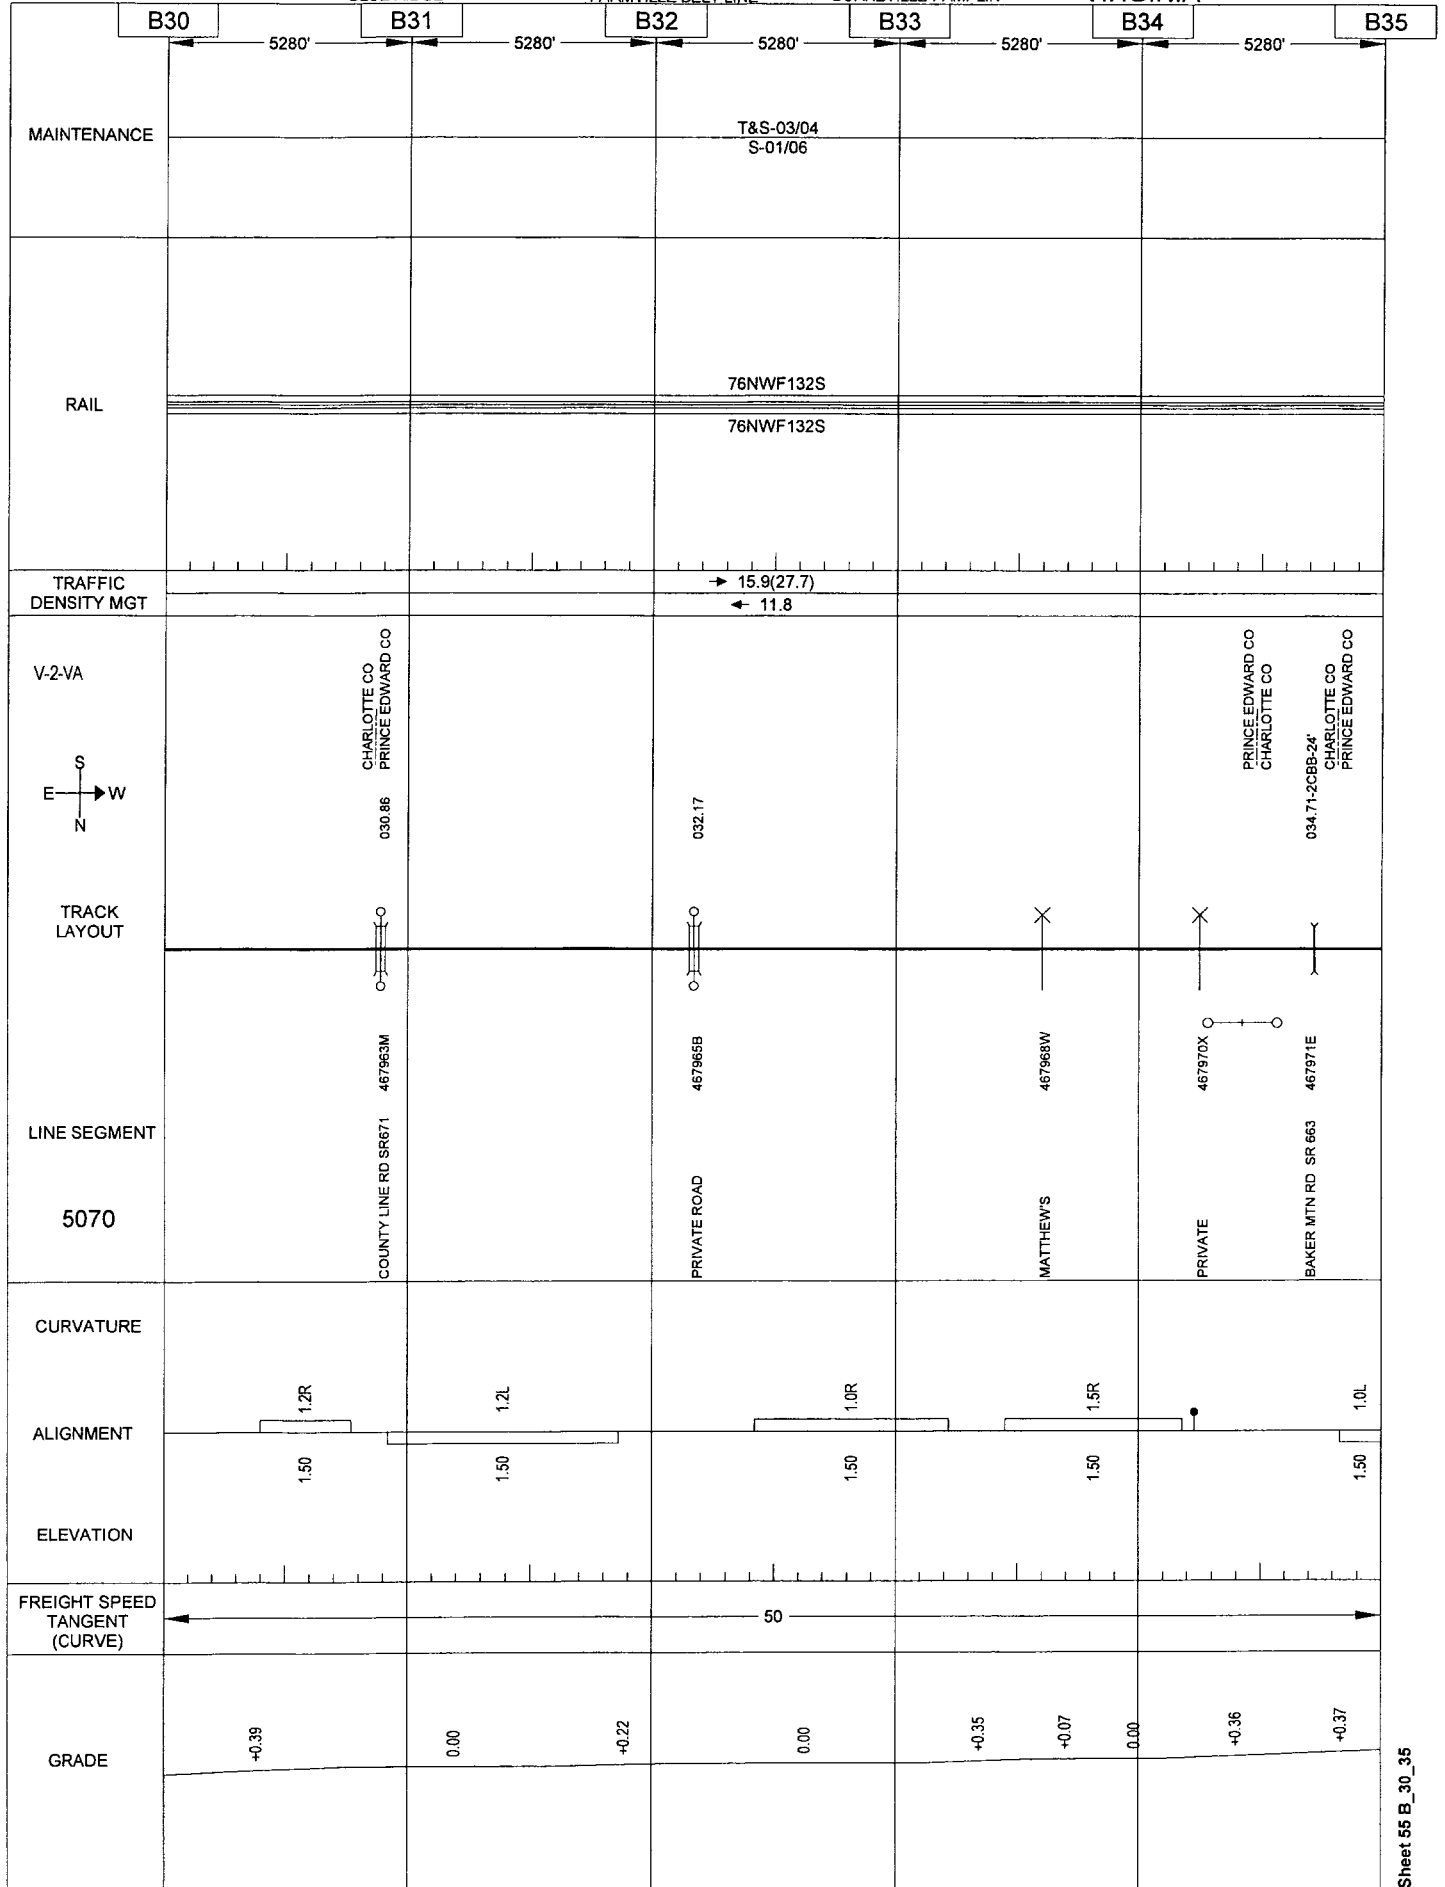 B30 B31 B32 B33 B34 B35
5280' 5280' 5280' 5280' 5280'
MAINTENANCE
T&S-03/04
S-01/06
RAIL
76NWF132S
76NWF132S
TRAFFIC
DENSITY MGT
15.9(27.7)
11.8
V-2-VA
CHARLOTTE CO
PRINCE EDWARD CO
PRINCE EDWARD CO
CHARLOTTE CO
CHARLOTTE CO
PRINCE EDWARD CO
S
E W
N
030.86
032.17
034.71-2CBB-24'
TRACK
LAYOUT
467963M
467965B
467968W
467970X
467971E
LINE SEGMENT
5070
COUNTY LINE RD SR671
PRIVATE ROAD
MATTHEW'S
PRIVATE
BAKER MTN RD SR 663
CURVATURE
1.2R 1.2L 1.0R 1.5R 1.0L
ALIGNMENT
1.50 1.50 1.50 1.50 1.50
ELEVATION
FREIGHT SPEED
TANGENT
(CURVE)
50
GRADE
+0.39 0.00 +0.22 0.00 +0.35 +0.07 0.00 +0.36 +0.37
Sheet 55 B_30_35